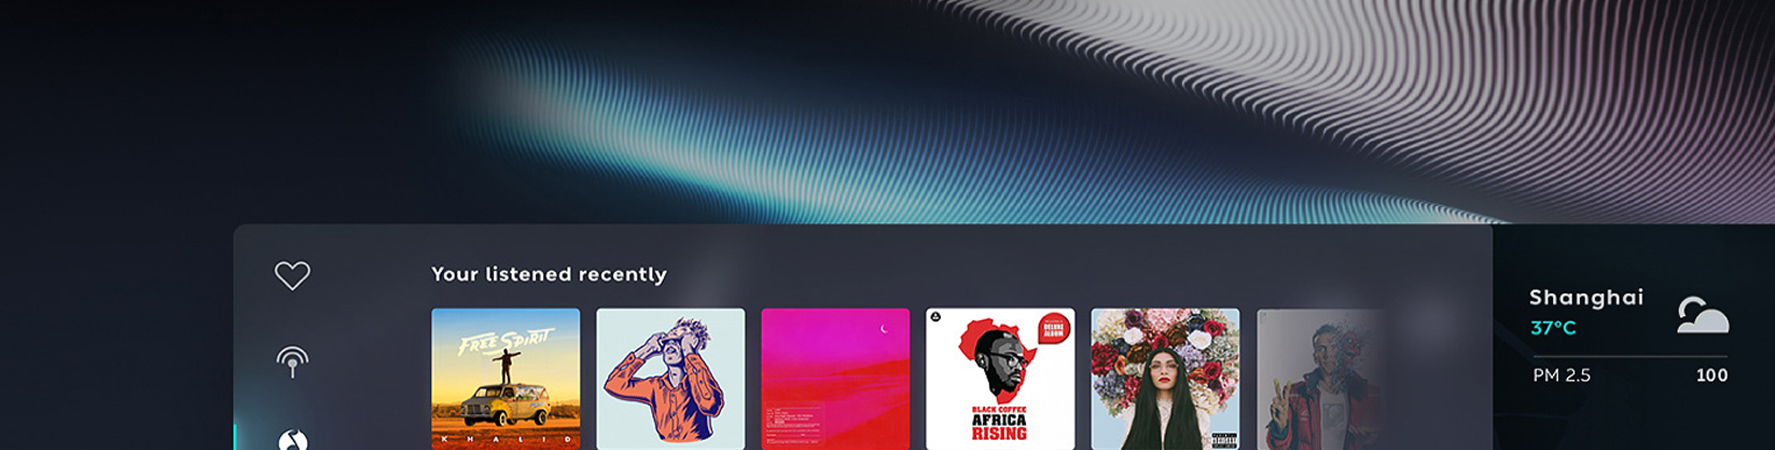 Your listened recently
FREE SPIRIT
KHALID
DELUXE
ALBUM
BLACK COFFEE
AFRICA
RISING
Shanghai
37°C
PM 2.5 100